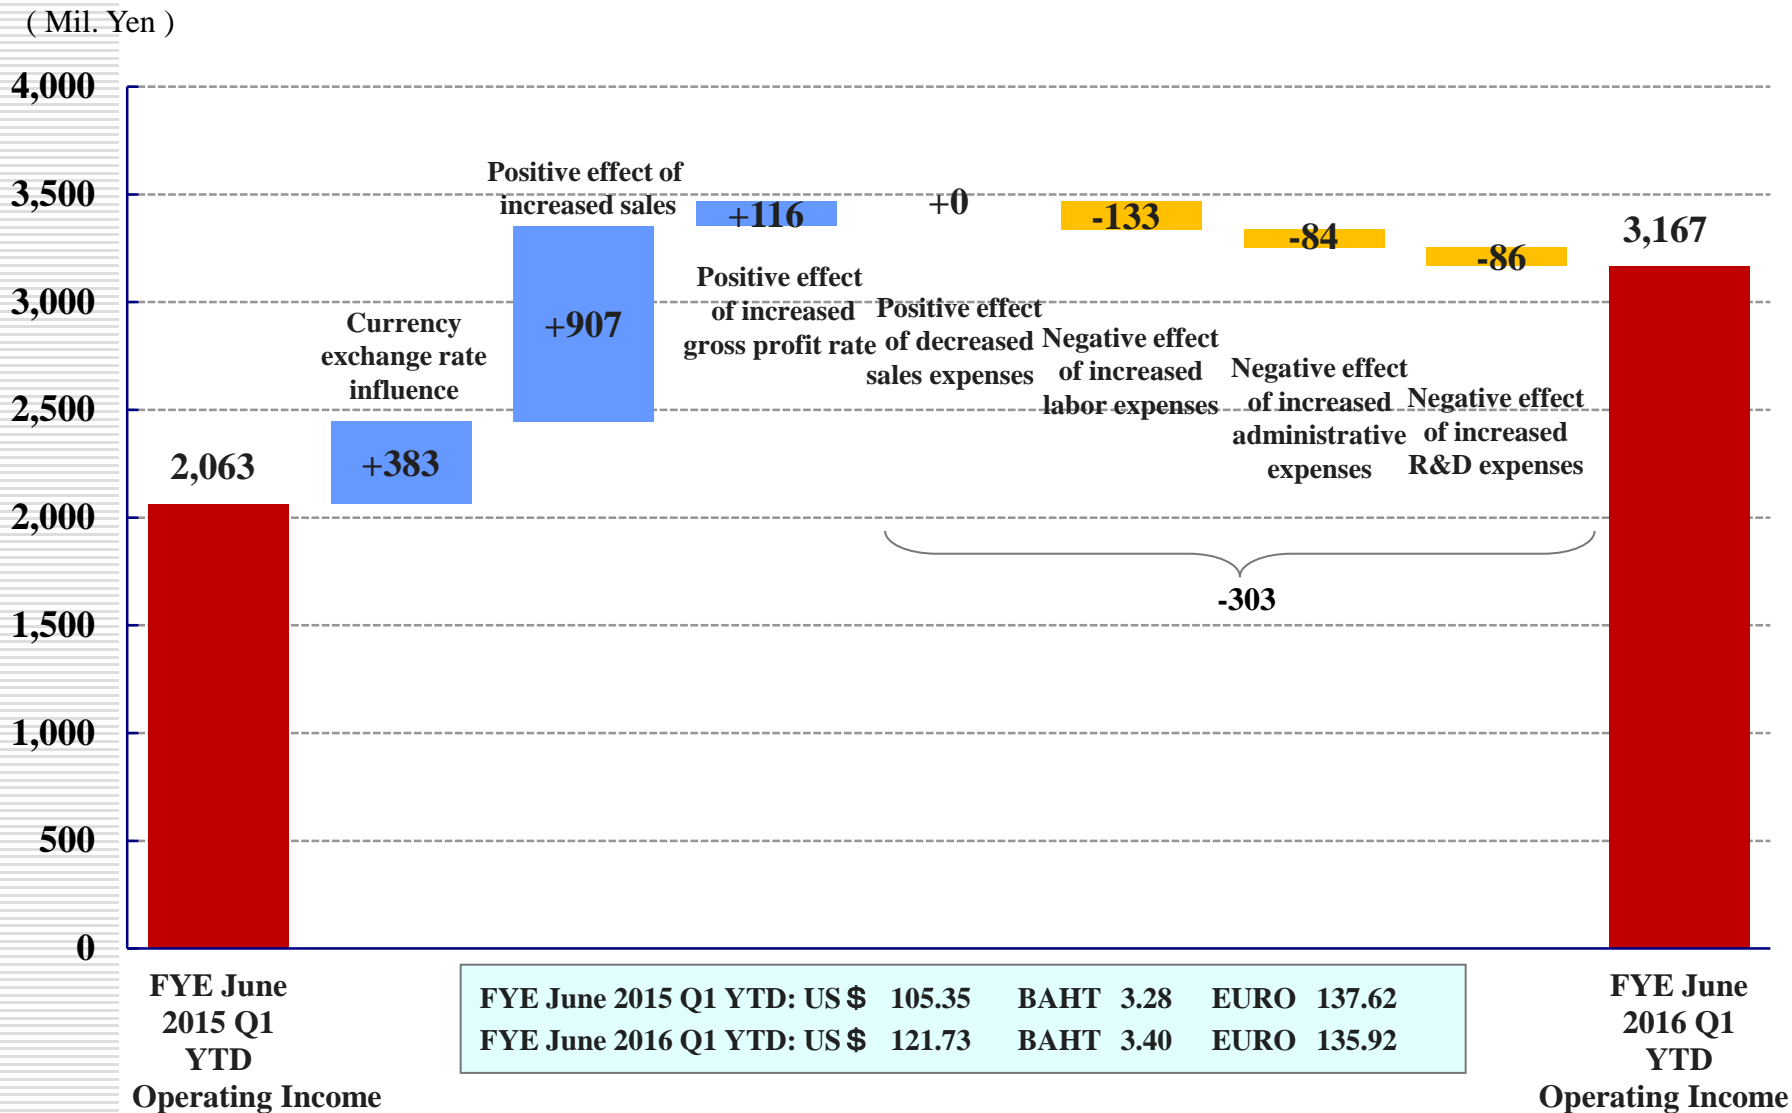 ( Mil. Yen )
4,000
3,500
3,000
2,500
2,000
1,500
1,000
500
0
2,063
Currency
exchange rate
influence
+383
Positive effect of
increased sales
+907
+116
Positive effect
of increased
gross profit rate
+0
Positive effect
of decreased
sales expenses
-133
Negative effect
of increased
labor expenses
-84
Negative effect
of increased
administrative
expenses
-86
Negative effect
of increased
R&D expenses
-303
3,167
FYE June
2015 Q1
YTD
Operating Income
FYE June 2015 Q1 YTD: US$ 105.35 BAHT 3.28 EURO 137.62
FYE June 2016 Q1 YTD: US$ 121.73 BAHT 3.40 EURO 135.92
FYE June
2016 Q1
YTD
Operating Income